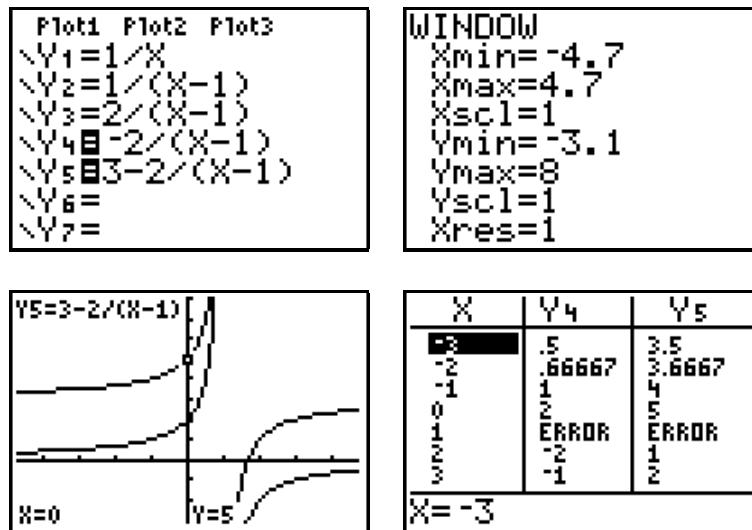 Plot1 Plot2 Plot3
\Y1=1/X
\Y2=1/(X-1)
\Y3=2/(X-1)
\Y4=-2/(X-1)
\Y5=3-2/(X-1)
\Y6=
\Y7=
WINDOW
Xmin=-4.7
Xmax=4.7
Xscl=1
Ymin=-3.1
Ymax=8
Yscl=1
Xres=1
Y5=3-2/(X-1)
X=0 Y=5
X Y4 Y5
-3 .5 3.5
-2 .66667 3.6667
-1 1 4
0 2 5
1 ERROR ERROR
2 -2 1
3 -1 2
X=-3